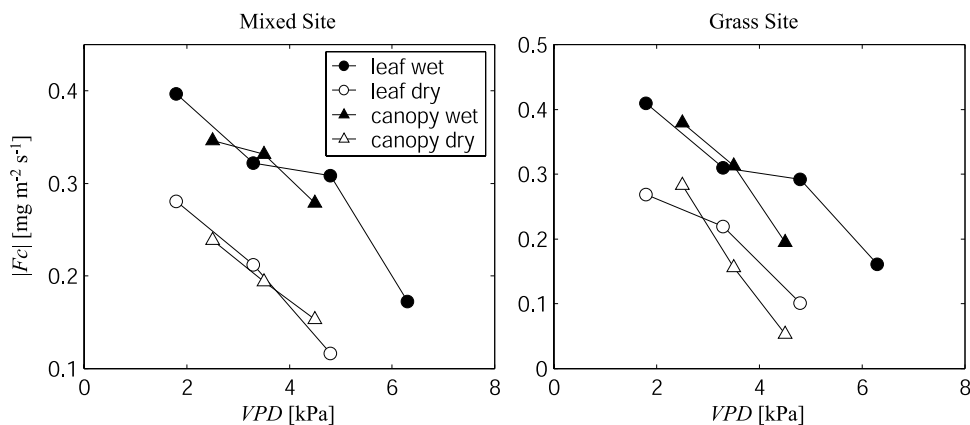 Mixed Site
0.4
0.3
0.2
0.1
0
2
4
6
8
|Fc| [mg m-2 s-1]
VPD [kPa]
leaf wet
leaf dry
canopy wet
canopy dry
Grass Site
0.5
0.4
0.3
0.2
0.1
0
0
2
4
6
8
VPD [kPa]